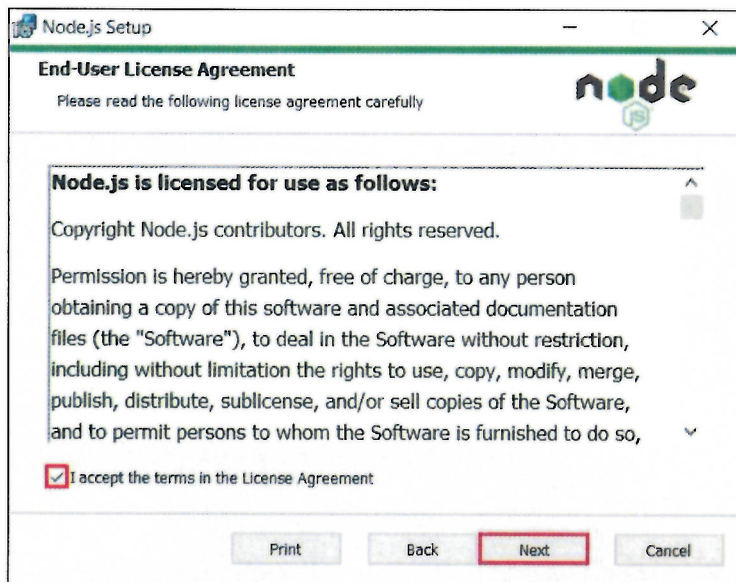 Node.js Setup
End-User License Agreement
Please read the following license agreement carefully
node
JS
Node.js is licensed for use as follows:
Copyright Node.js contributors. All rights reserved.
Permission is hereby granted, free of charge, to any person
obtaining a copy of this software and associated documentation
files (the "Software"), to deal in the Software without restriction,
including without limitation the rights to use, copy, modify, merge,
publish, distribute, sublicense, and/or sell copies of the Software,
and to permit persons to whom the Software is furnished to do so,
I accept the terms in the License Agreement
Print Back Next Cancel